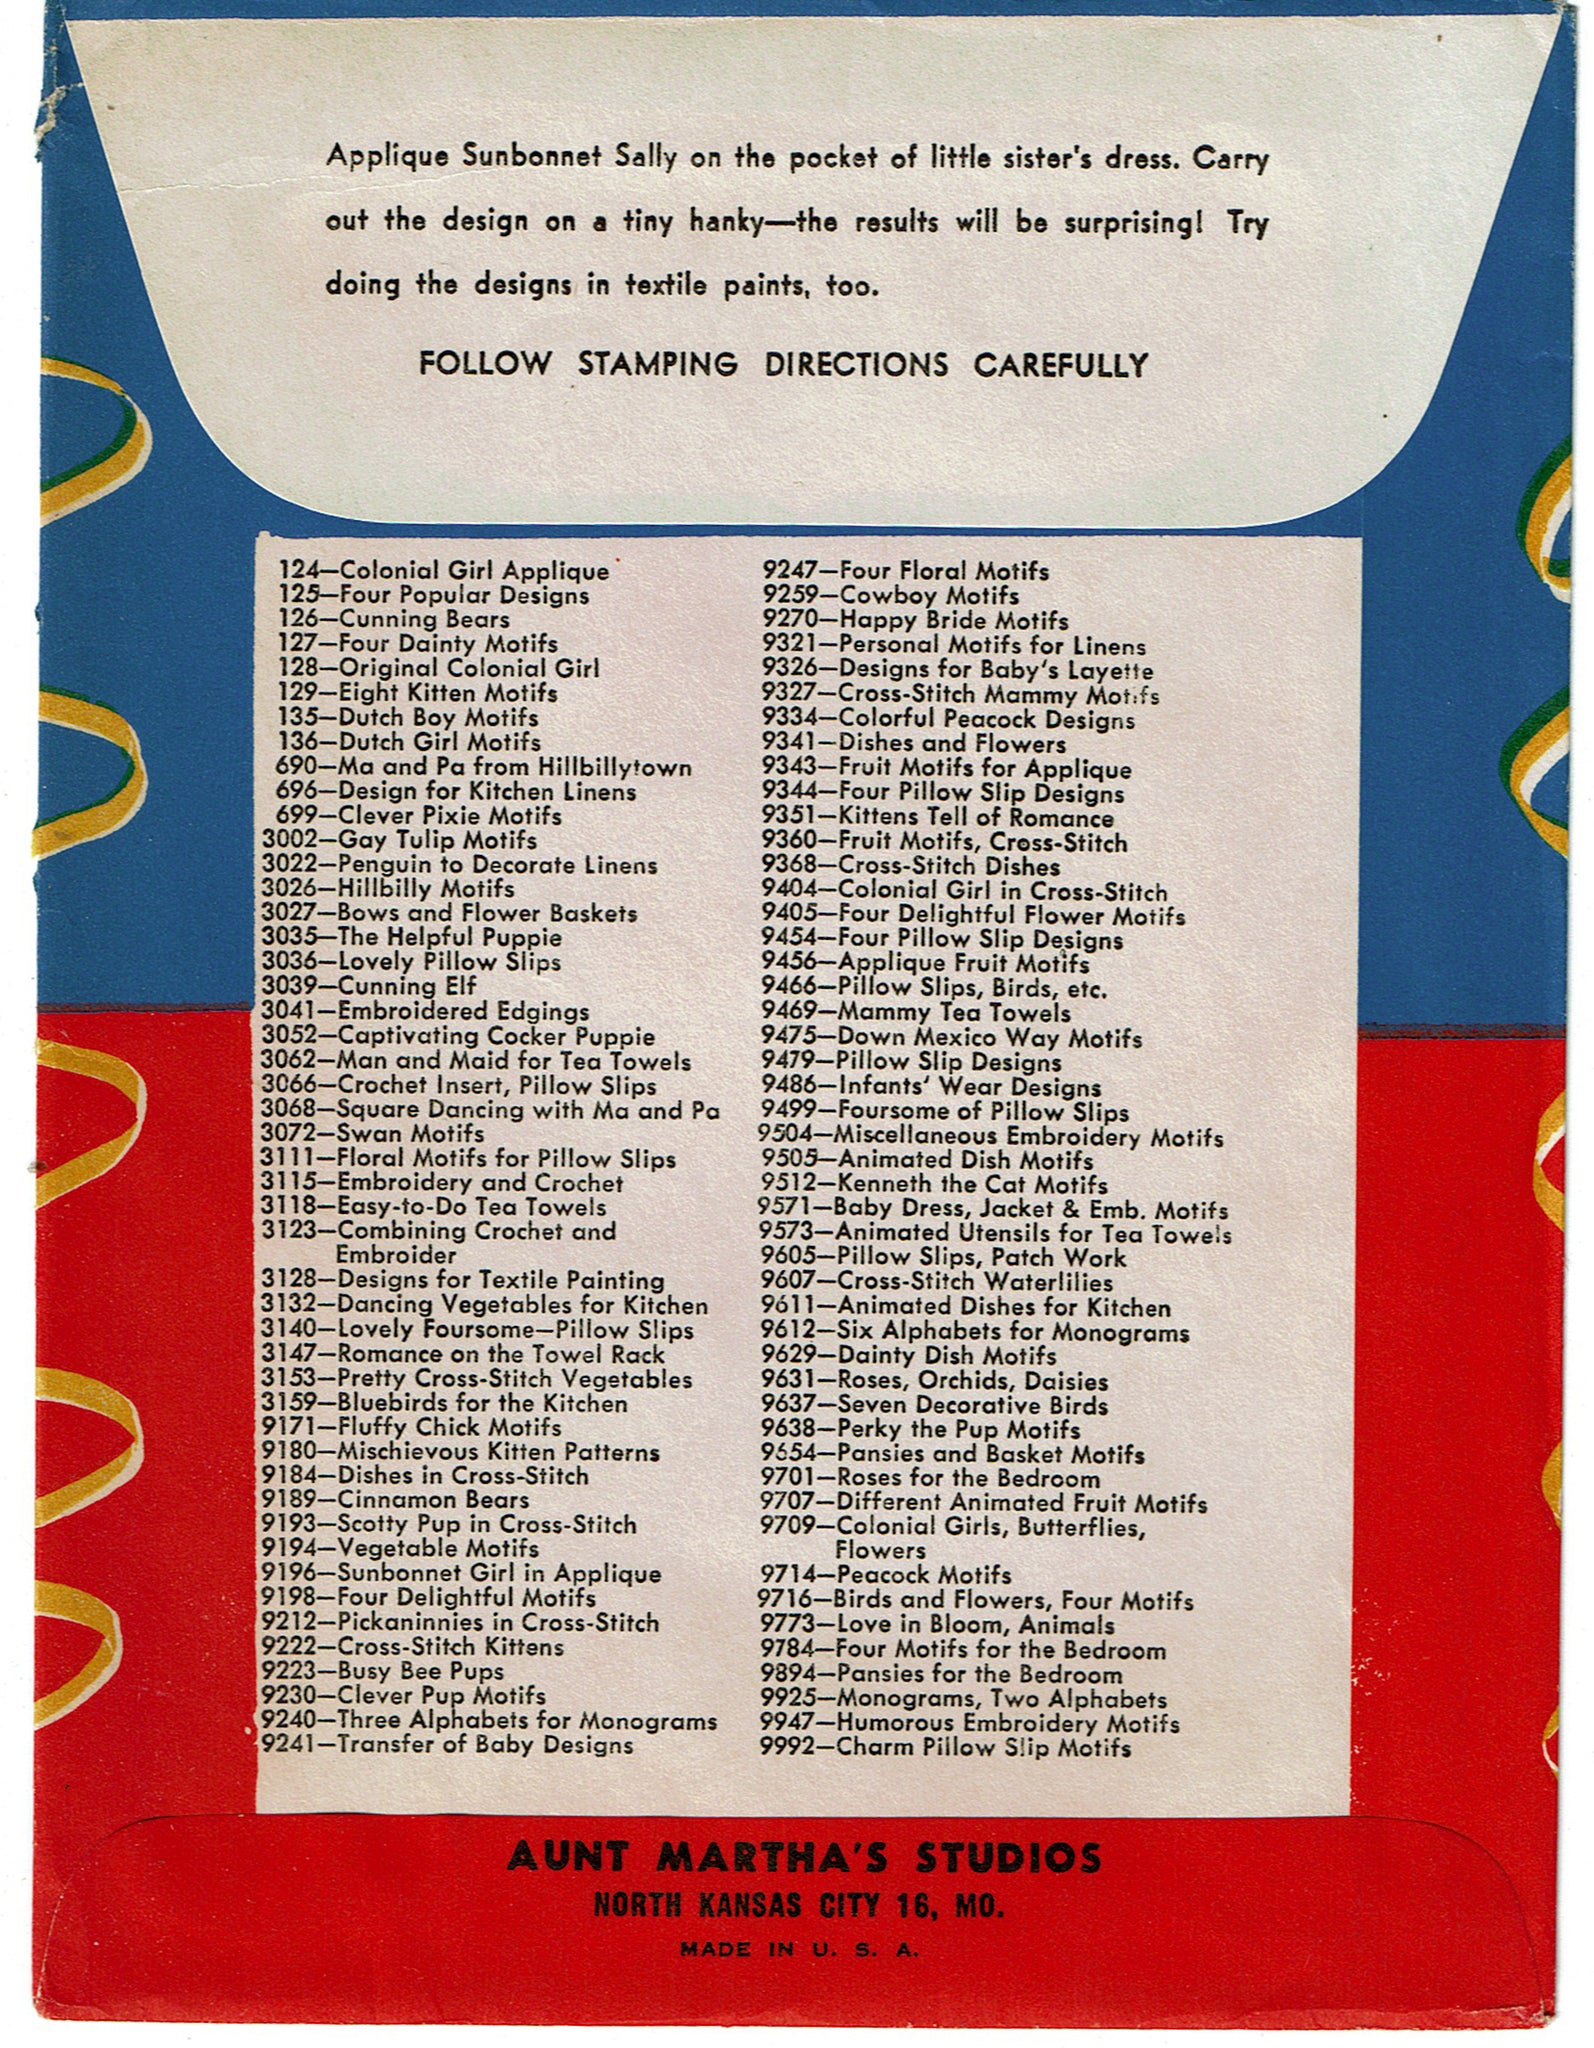 Applique Sunbonnet Sally on the pocket of little sister's dress. Carry
out the design on a tiny hanky—the results will be surprising! Try
doing the designs in textile paints, too.
FOLLOW STAMPING DIRECTIONS CAREFULLY
124—Colonial Girl Applique
125—Four Popular Designs
126—Cunning Bears
127—Four Dainty Motifs
128—Original Colonial Girl
129—Eight Kitten Motifs
135—Dutch Boy Motifs
136—Dutch Girl Motifs
690—Ma and Pa from Hillbillytown
696—Design for Kitchen Linens
699—Clever Pixie Motifs
3002—Gay Tulip Motifs
3022—Penguin to Decorate Linens
3026—Hillbilly Motifs
3027—Bows and Flower Baskets
3035—The Helpful Puppie
3036—Lovely Pillow Slips
3039—Cunning Elf
3041—Embroidered Edgings
3052—Captivating Cocker Puppie
3062—Man and Maid for Tea Towels
3066—Crochet Insert, Pillow Slips
3068—Square Dancing with Ma and Pa
3072—Swan Motifs
3111—Floral Motifs for Pillow Slips
3115—Embroidery and Crochet
3118—Easy-to-Do Tea Towels
3123—Combining Crochet and
Embroider
3128—Designs for Textile Painting
3132—Dancing Vegetables for Kitchen
3140—Lovely Foursome—Pillow Slips
3147—Romance on the Towel Rack
3153—Pretty Cross-Stitch Vegetables
3159—Bluebirds for the Kitchen
9171—Fluffy Chick Motifs
9180—Mischievous Kitten Patterns
9184—Dishes in Cross-Stitch
9189—Cinnamon Bears
9193—Scotty Pup in Cross-Stitch
9194—Vegetable Motifs
9196—Sunbonnet Girl in Applique
9198—Four Delightful Motifs
9212—Pickaninnies in Cross-Stitch
9222—Cross-Stitch Kittens
9223—Busy Bee Pups
9230—Clever Pup Motifs
9240—Three Alphabets for Monograms
9241—Transfer of Baby Designs
9247—Four Floral Motifs
9259—Cowboy Motifs
9270—Happy Bride Motifs
9321—Personal Motifs for Linens
9326—Designs for Baby's Layette
9327—Cross-Stitch Mammy Motifs
9334—Colorful Peacock Designs
9341—Dishes and Flowers
9343—Fruit Motifs for Applique
9344—Four Pillow Slip Designs
9351—Kittens Tell of Romance
9360—Fruit Motifs, Cross-Stitch
9368—Cross-Stitch Dishes
9404—Colonial Girl in Cross-Stitch
9405—Four Delightful Flower Motifs
9454—Four Pillow Slip Designs
9456—Applique Fruit Motifs
9466—Pillow Slips, Birds, etc.
9469—Mammy Tea Towels
9475—Down Mexico Way Motifs
9479—Pillow Slip Designs
9486—Infants' Wear Designs
9499—Foursome of Pillow Slips
9504—Miscellaneous Embroidery Motifs
9505—Animated Dish Motifs
9512—Kenneth the Cat Motifs
9571—Baby Dress, Jacket & Emb. Motifs
9573—Animated Utensils for Tea Towels
9605—Pillow Slips, Patch Work
9607—Cross-Stitch Waterlilies
9611—Animated Dishes for Kitchen
9612—Six Alphabets for Monograms
9629—Dainty Dish Motifs
9631—Roses, Orchids, Daisies
9637—Seven Decorative Birds
9638—Perky the Pup Motifs
9654—Pansies and Basket Motifs
9701—Roses for the Bedroom
9707—Different Animated Fruit Motifs
9709—Colonial Girls, Butterflies,
Flowers
9714—Peacock Motifs
9716—Birds and Flowers, Four Motifs
9773—Love in Bloom, Animals
9784—Four Motifs for the Bedroom
9894—Pansies for the Bedroom
9925—Monograms, Two Alphabets
9947—Humorous Embroidery Motifs
9992—Charm Pillow Slip Motifs
AUNT MARTHA'S STUDIOS
NORTH KANSAS CITY 16, MO.
MADE IN U. S. A.